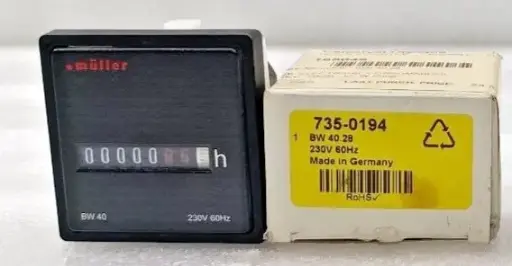 müller
00000
h
BW 40
230V 60Hz
735-0194
1 BW 40.28
230V 60Hz
Made in Germany
RoHS✓